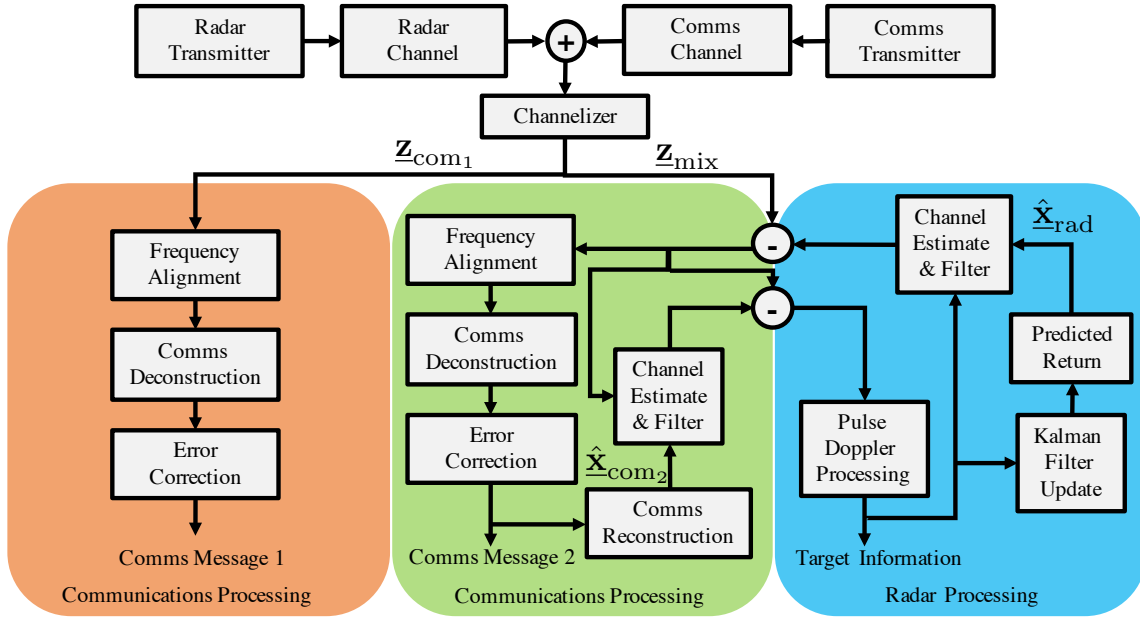 Radar
Transmitter
Radar
Channel
+
Comms
Channel
Comms
Transmitter
Channelizer
z_com₁
z_mix
Frequency
Alignment
Comms
Deconstruction
Error
Correction
Comms Message 1
Communications Processing
Frequency
Alignment
Comms
Deconstruction
Error
Correction
Comms Message 2
Communications Processing
Channel
Estimate
& Filter
x̂_com₂
Comms
Reconstruction
-
-
Channel
Estimate
& Filter
x̂_rad
Predicted
Return
Kalman
Filter
Update
Pulse
Doppler
Processing
Target Information
Radar Processing